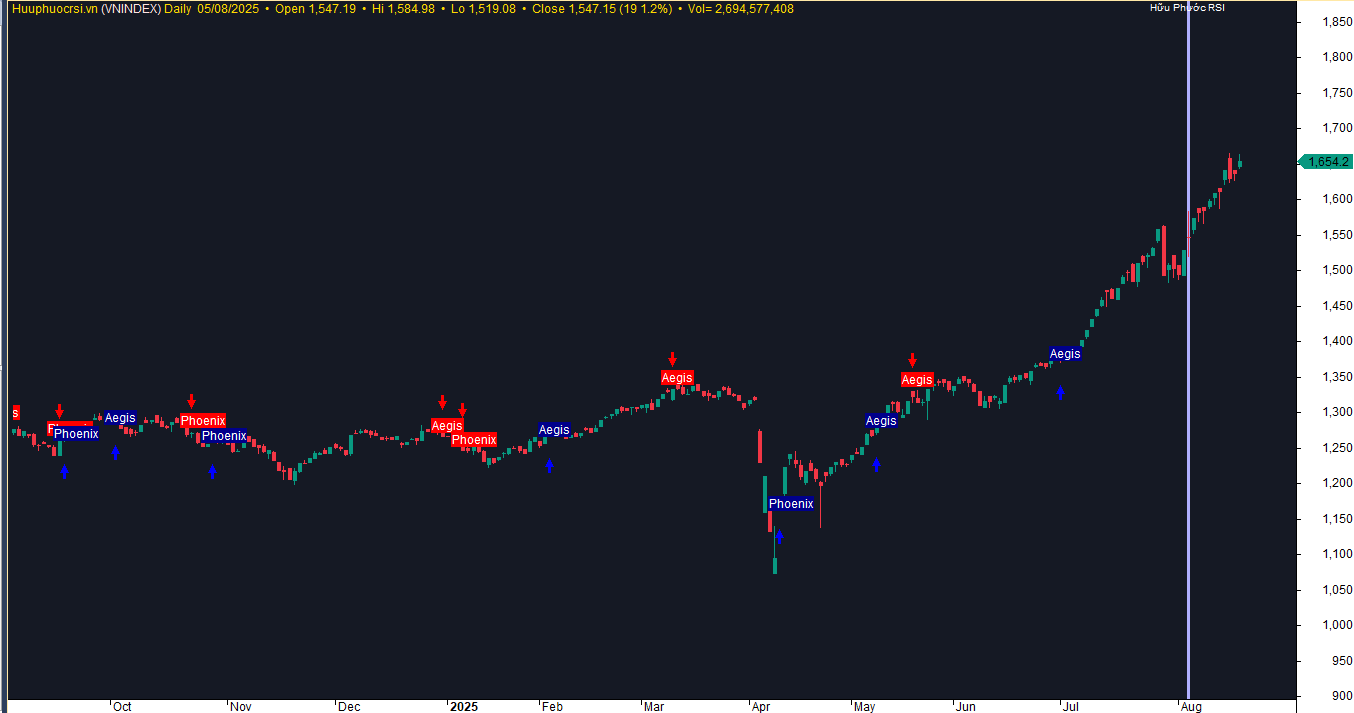 Huuphuocrsi.vn (VNINDEX) Daily 05/08/2025 • Open 1,547.19 • Hi 1,584.98 • Lo 1,519.08 • Close 1,547.15 (19 1.2%) • Vol= 2,694,577,408
Hữu Phước RSI
1,850
1,800
1,750
1,700
1,654.2
1,600
1,550
1,500
1,450
1,400
1,350
1,300
1,250
1,200
1,150
1,100
1,050
1,000
950
900
s
Phoenix
Aegis
Phoenix
Phoenix
Aegis
Phoenix
Aegis
Aegis
Phoenix
Aegis
Aegis
Aegis
Oct Nov Dec 2025 Feb Mar Apr May Jun Jul Aug